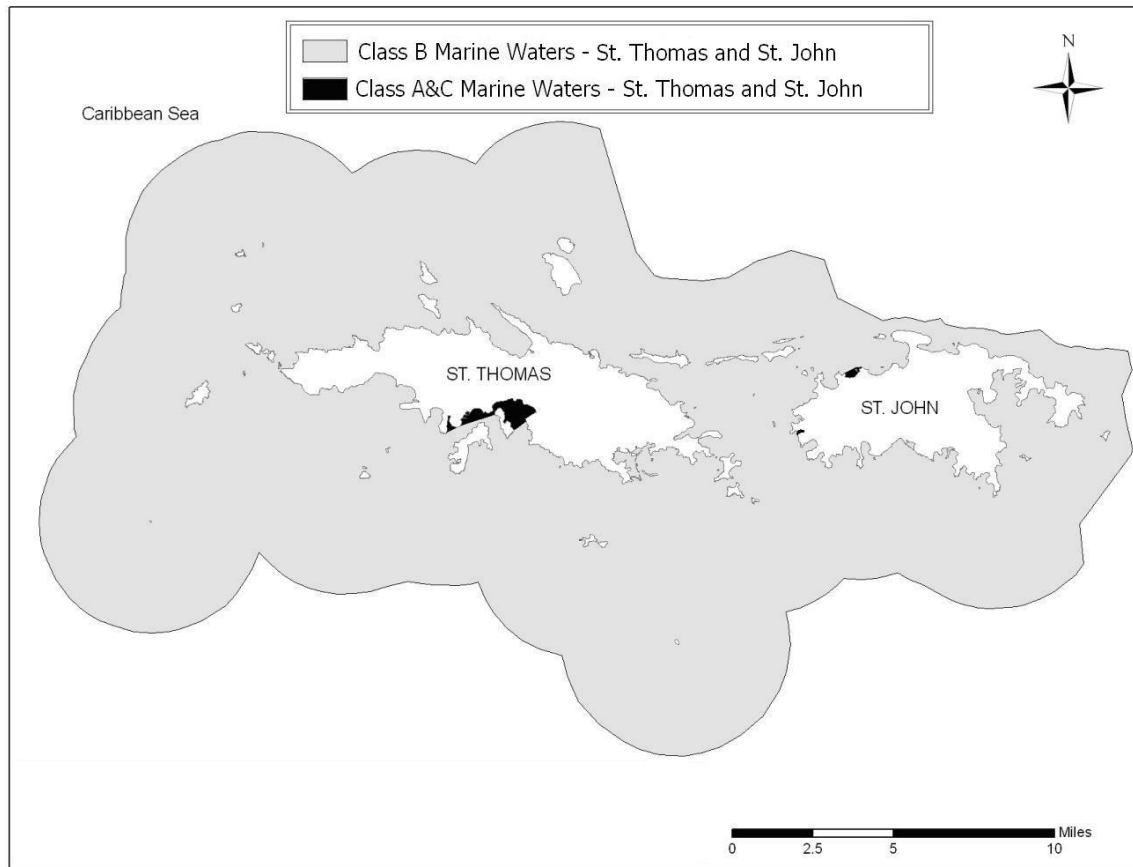 Class B Marine Waters - St. Thomas and St. John
Class A&C Marine Waters - St. Thomas and St. John
N
Caribbean Sea
ST. THOMAS
ST. JOHN
Miles
0 2.5 5 10